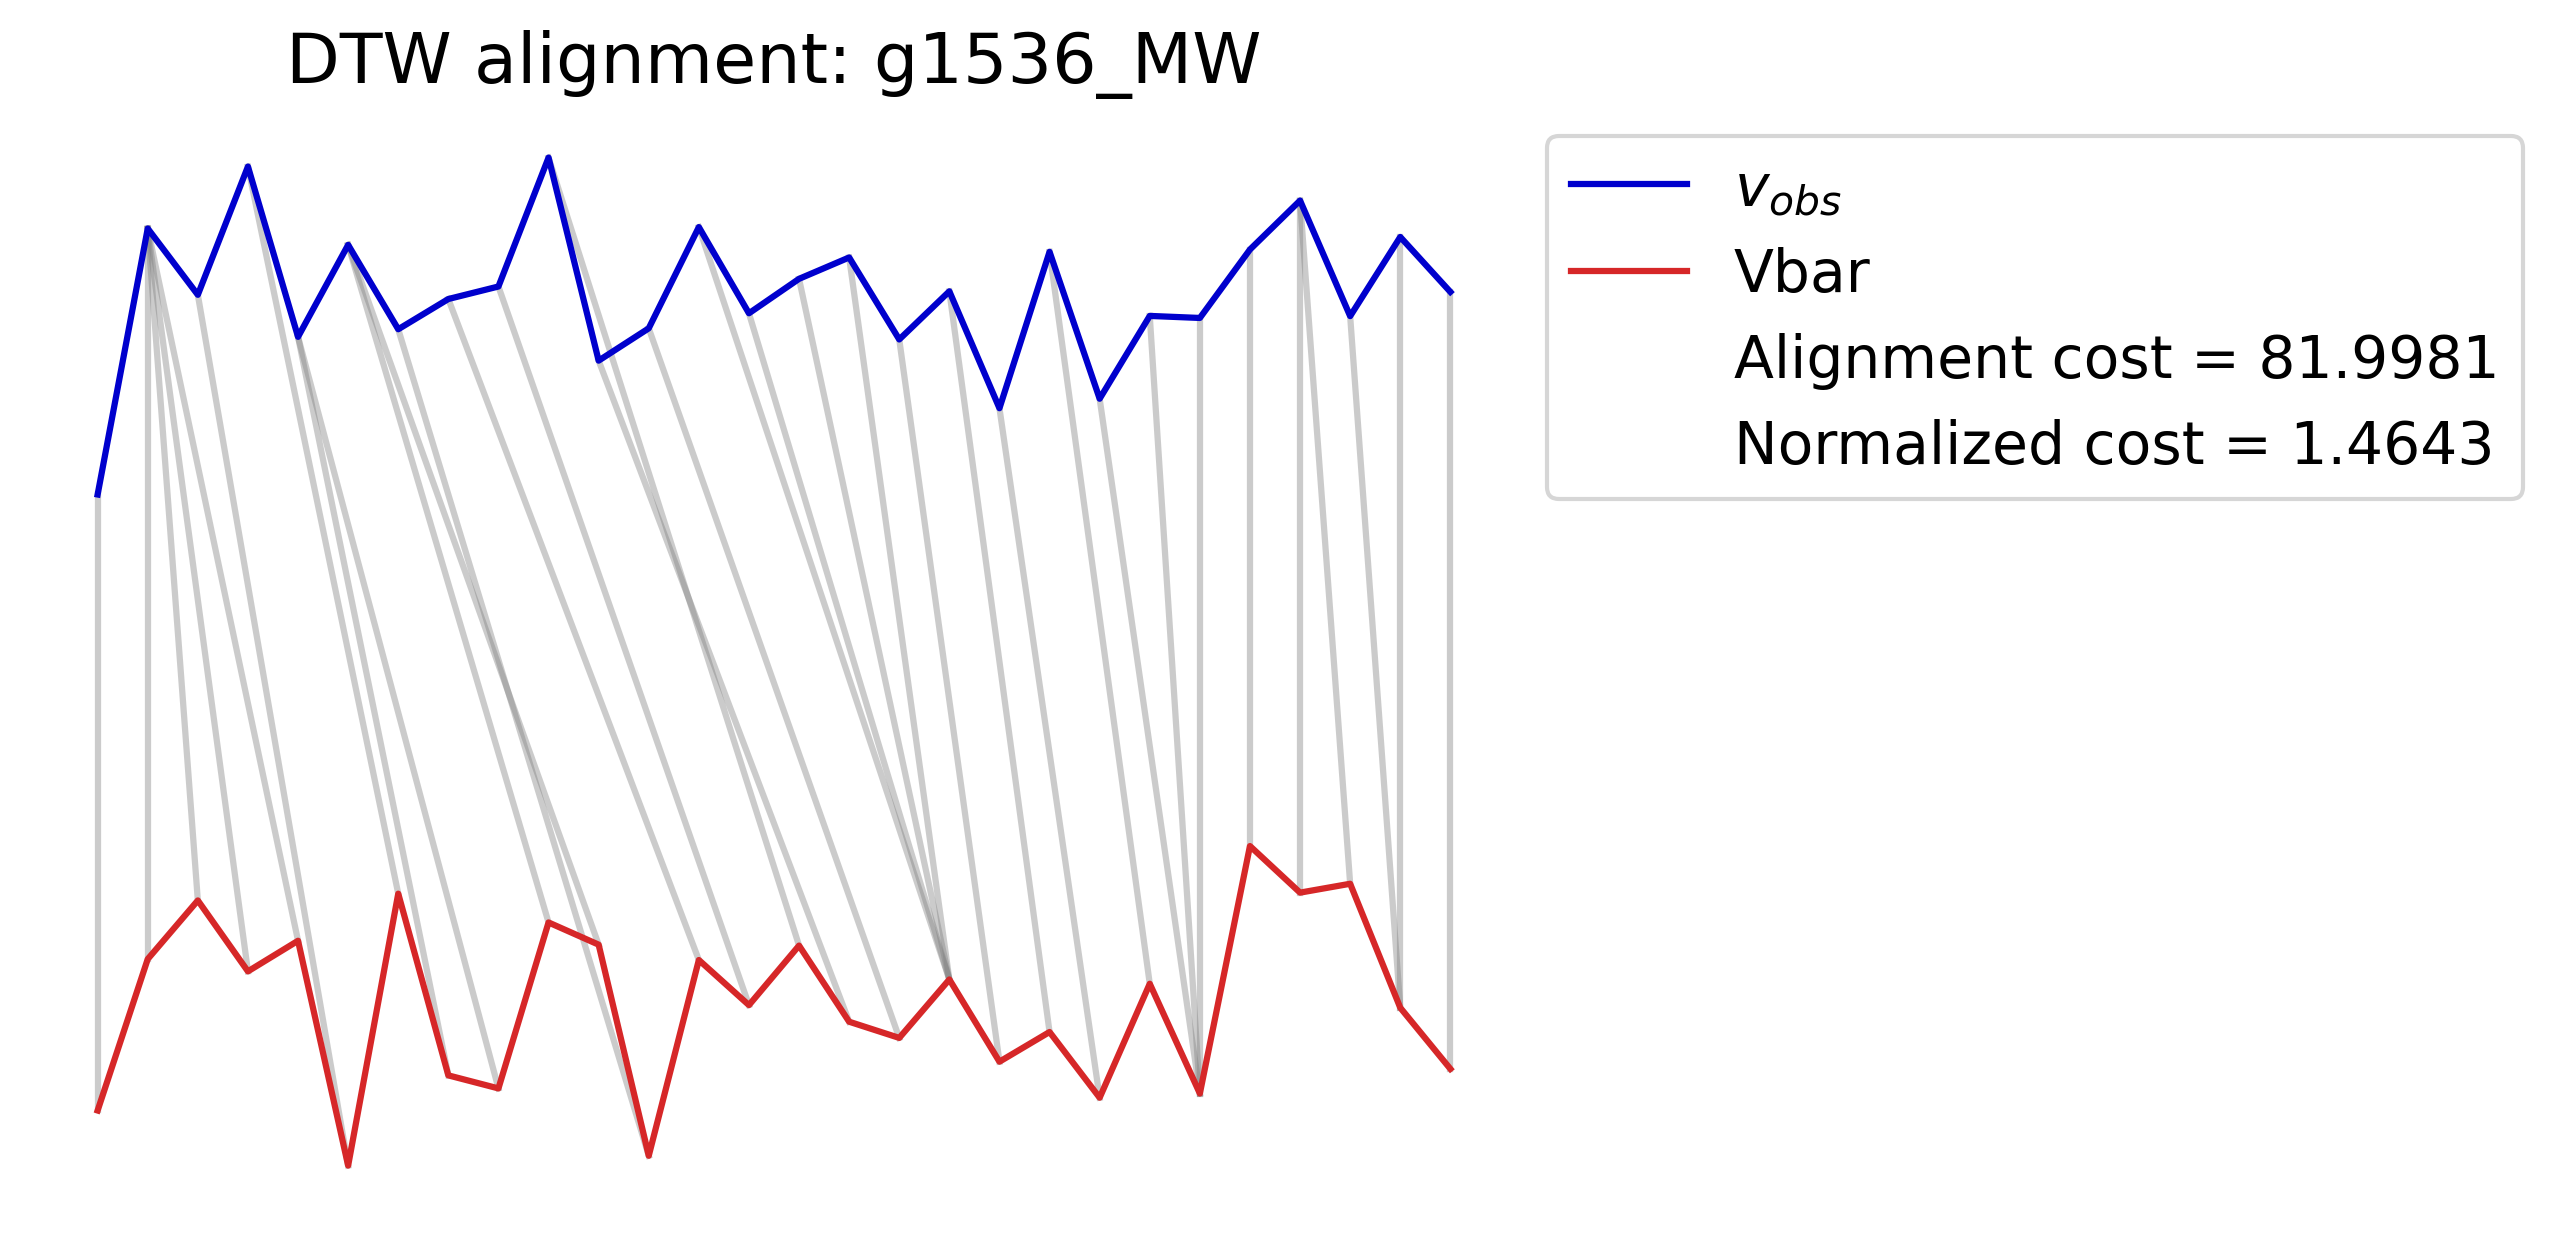 DTW alignment: g1536_MW
v_obs
Vbar
Alignment cost = 81.9981
Normalized cost = 1.4643